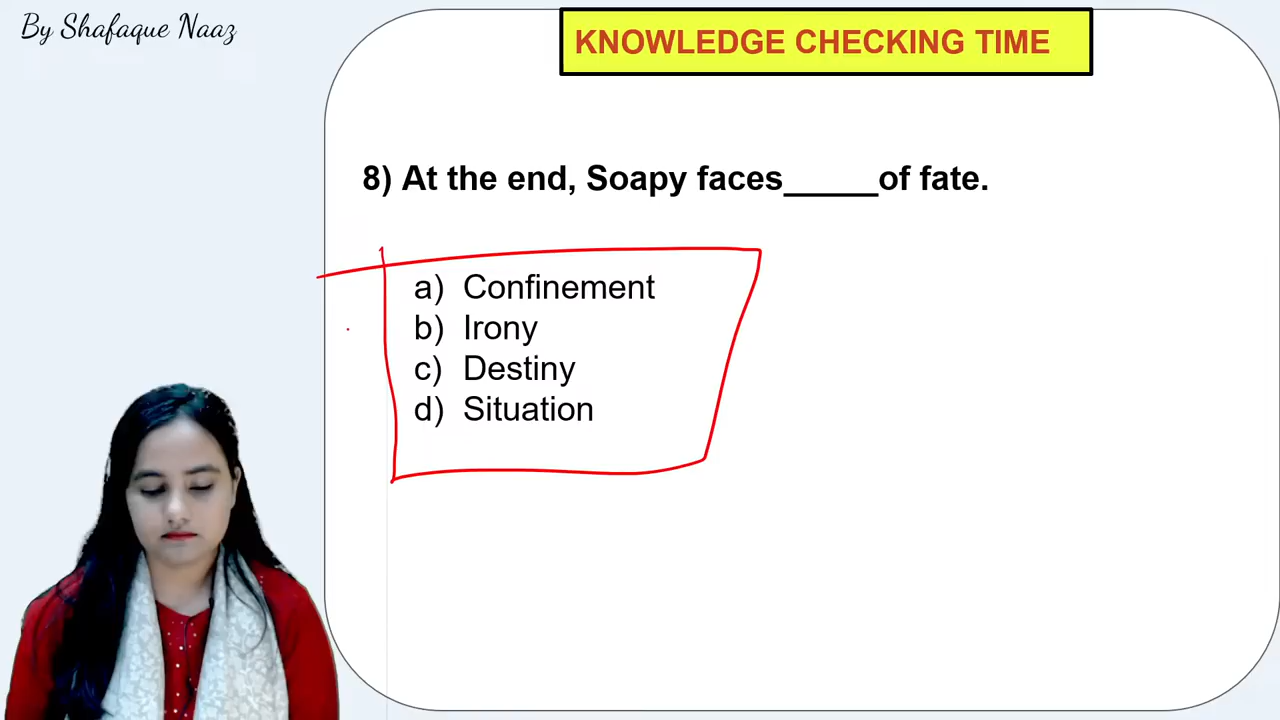 By Shafaque Naaz
KNOWLEDGE CHECKING TIME
8) At the end, Soapy faces_____of fate.
a) Confinement
b) Irony
c) Destiny
d) Situation